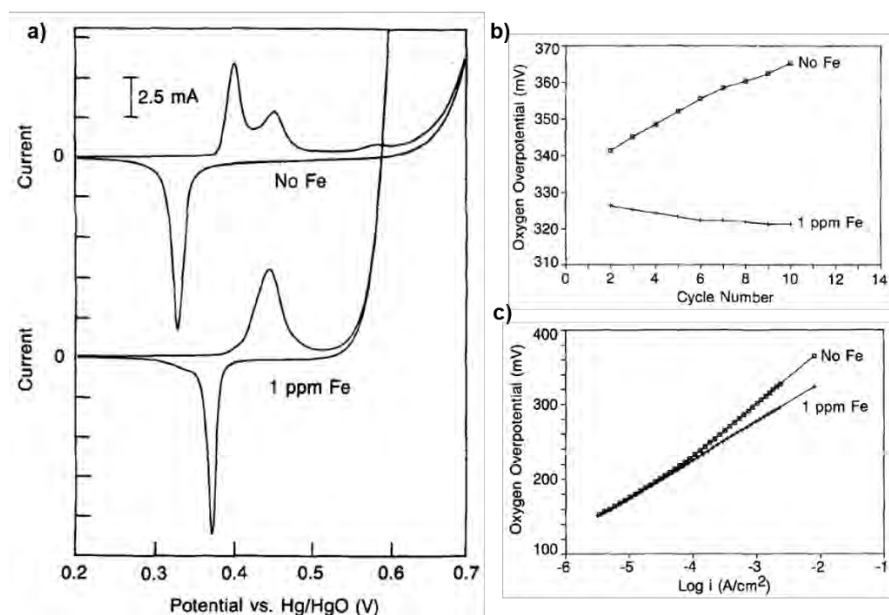 a)
2.5 mA
Current
0
No Fe
Current
0
1 ppm Fe
0.2 0.3 0.4 0.5 0.6 0.7
Potential vs. Hg/HgO (V)
b)
Oxygen Overpotential (mV)
370
360
350
340
330
320
310
No Fe
1 ppm Fe
0 2 4 6 8 10 12 14
Cycle Number
c)
Oxygen Overpotential (mV)
400
300
200
100
No Fe
1 ppm Fe
-6 -5 -4 -3 -2 -1
Log i (A/cm²)